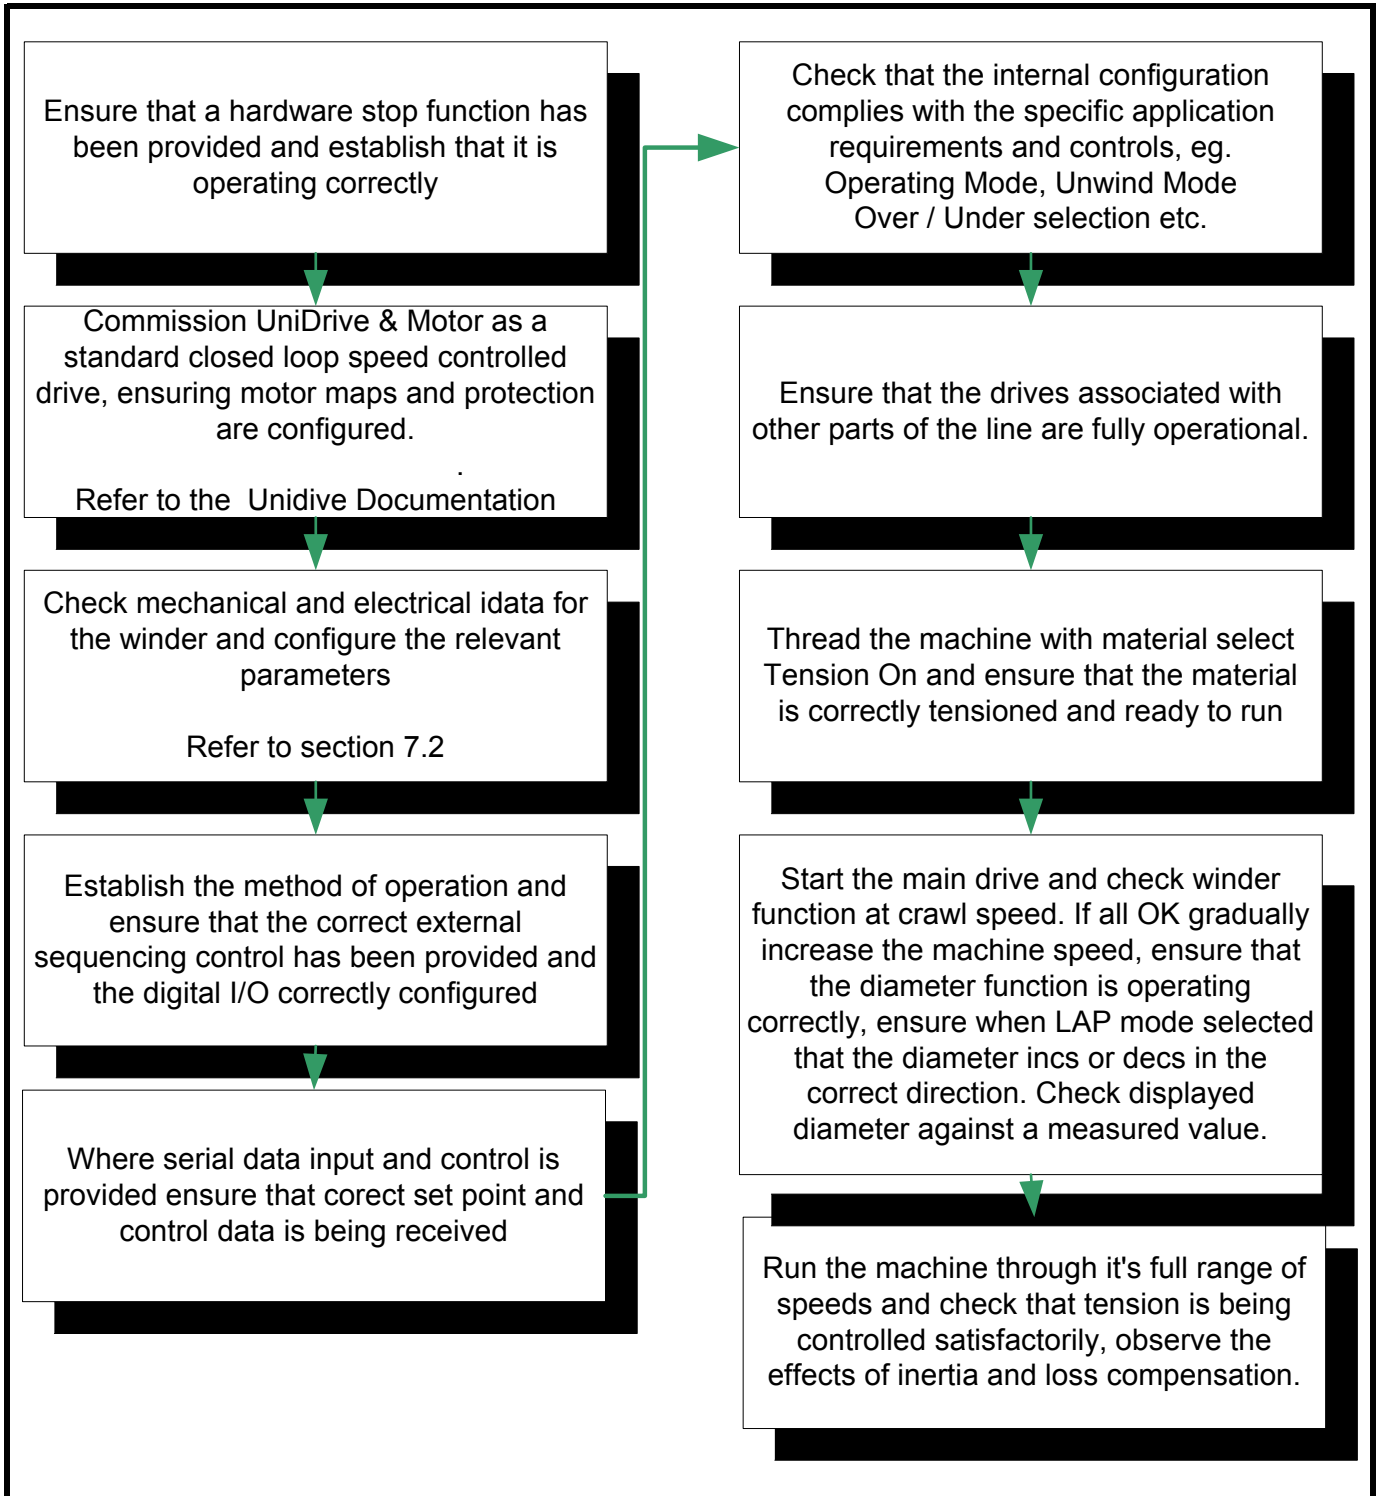 Ensure that a hardware stop function has
been provided and establish that it is
operating correctly
Commission UniDrive & Motor as a
standard closed loop speed controlled
drive, ensuring motor maps and protection
are configured.
.
Refer to the Unidive Documentation
Check mechanical and electrical idata for
the winder and configure the relevant
parameters
Refer to section 7.2
Establish the method of operation and
ensure that the correct external
sequencing control has been provided and
the digital I/O correctly configured
Where serial data input and control is
provided ensure that corect set point and
control data is being received
Check that the internal configuration
complies with the specific application
requirements and controls, eg.
Operating Mode, Unwind Mode
Over / Under selection etc.
Ensure that the drives associated with
other parts of the line are fully operational.
Thread the machine with material select
Tension On and ensure that the material
is correctly tensioned and ready to run
Start the main drive and check winder
function at crawl speed. If all OK gradually
increase the machine speed, ensure that
the diameter function is operating
correctly, ensure when LAP mode selected
that the diameter incs or decs in the
correct direction. Check displayed
diameter against a measured value.
Run the machine through it's full range of
speeds and check that tension is being
controlled satisfactorily, observe the
effects of inertia and loss compensation.